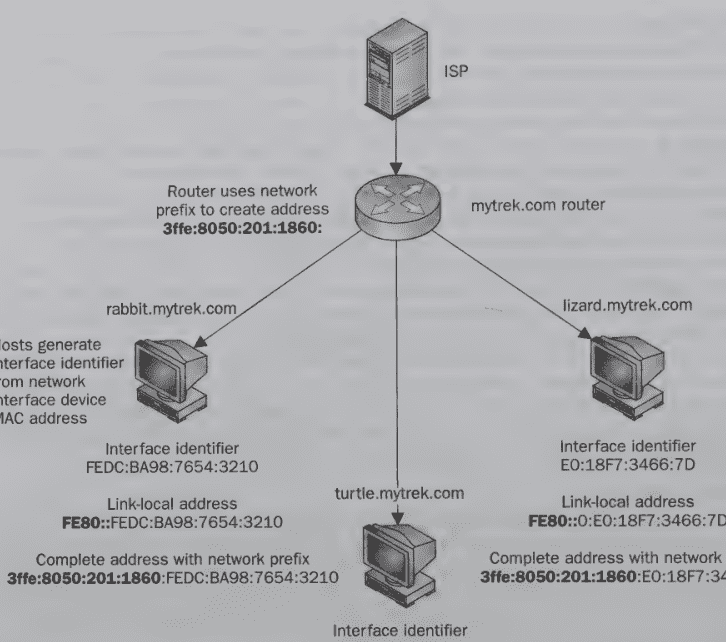 ISP
Router uses network
prefix to create address
3ffe:8050:201:1860:
mytrek.com router
rabbit.mytrek.com
lizard.mytrek.com
Hosts generate
interface identifier
from network
interface device
MAC address
Interface identifier
FEDC:BA98:7654:3210
Link-local address
FE80::FEDC:BA98:7654:3210
Complete address with network prefix
3ffe:8050:201:1860:FEDC:BA98:7654:3210
Interface identifier
E0:18F7:3466:7D
Link-local address
FE80::0:E0:18F7:3466:7D
Complete address with network
3ffe:8050:201:1860:E0:18F7:34
turtle.mytrek.com
Interface identifier